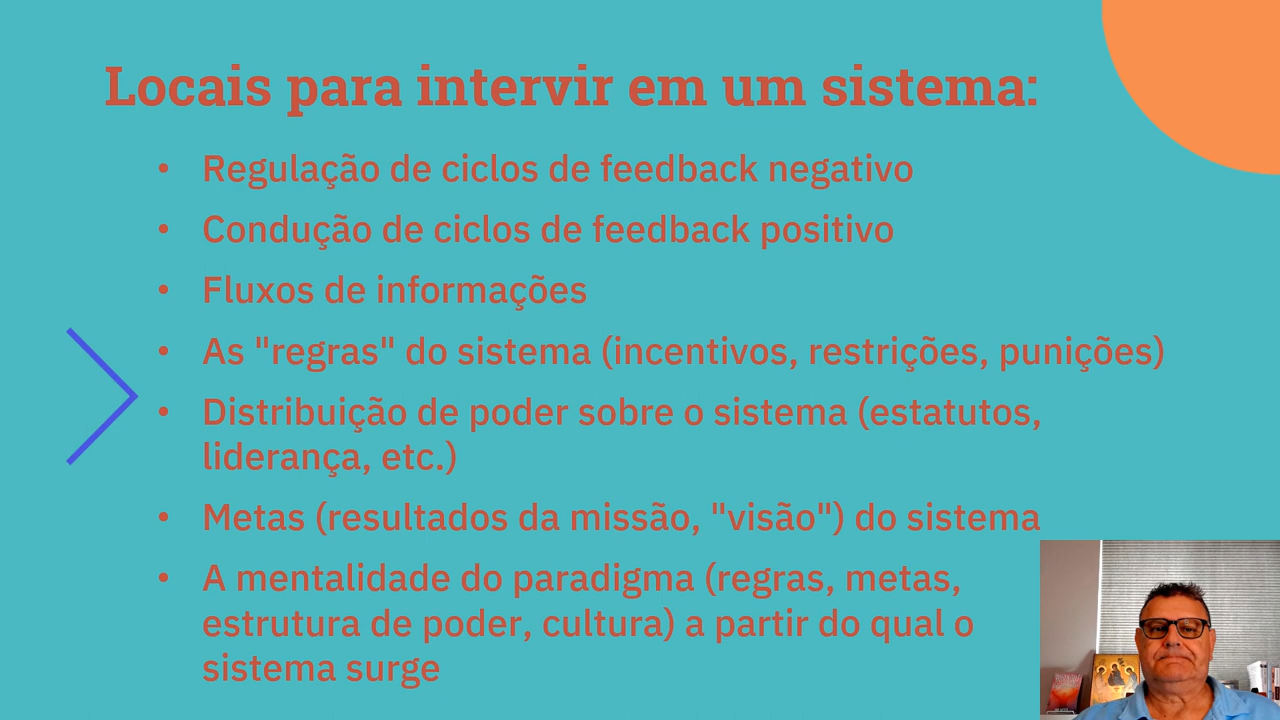 Locais para intervir em um sistema:
• Regulação de ciclos de feedback negativo
• Condução de ciclos de feedback positivo
• Fluxos de informações
• As "regras" do sistema (incentivos, restrições, punições)
• Distribuição de poder sobre o sistema (estatutos,
liderança, etc.)
• Metas (resultados da missão, "visão") do sistema
• A mentalidade do paradigma (regras, metas,
estrutura de poder, cultura) a partir do qual o
sistema surge